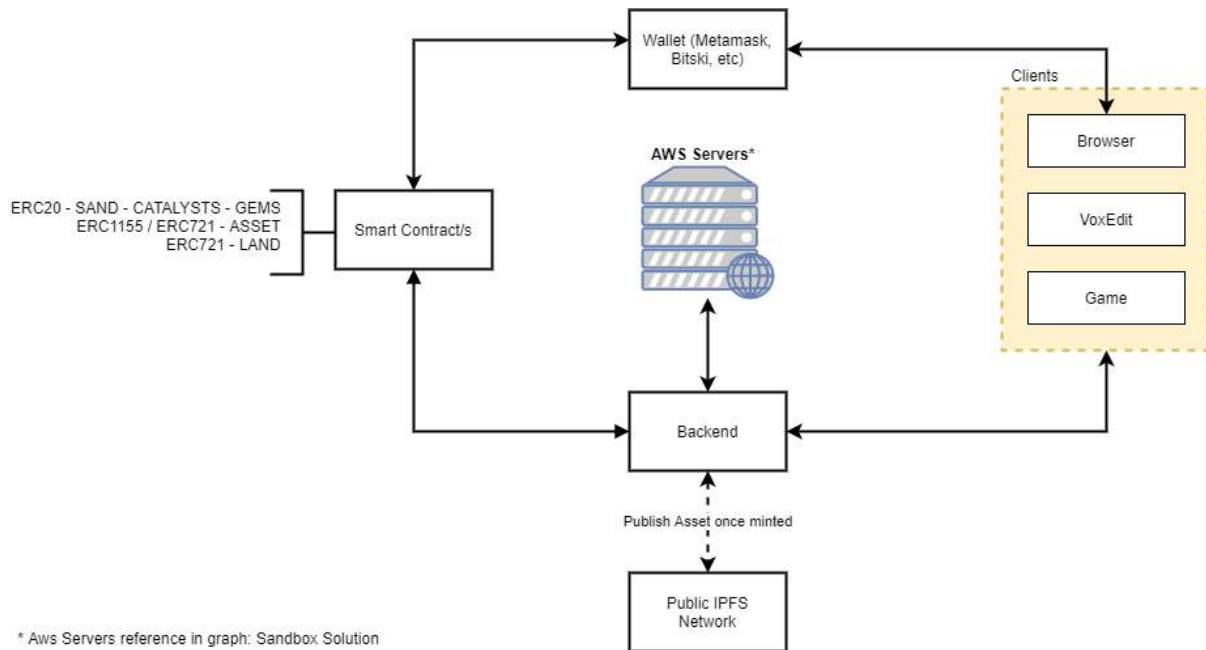 Wallet (Metamask,
Bitski, etc)
Clients
Browser
AWS Servers*
ERC20 - SAND - CATALYSTS - GEMS
ERC1155 / ERC721 - ASSET
ERC721 - LAND
Smart Contract/s
VoxEdit
Game
Backend
Publish Asset once minted
Public IPFS
Network
* Aws Servers reference in graph: Sandbox Solution